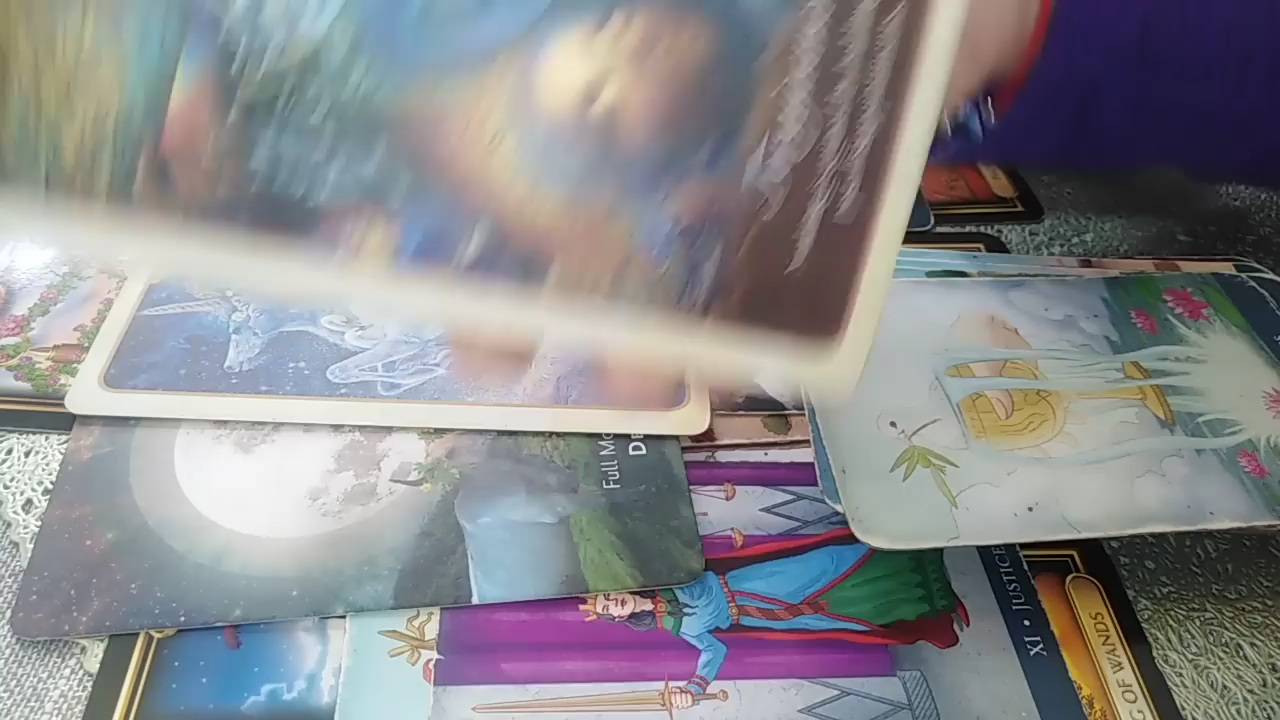 Full Mo
DE
XI • JUSTICE
G OF WANDS